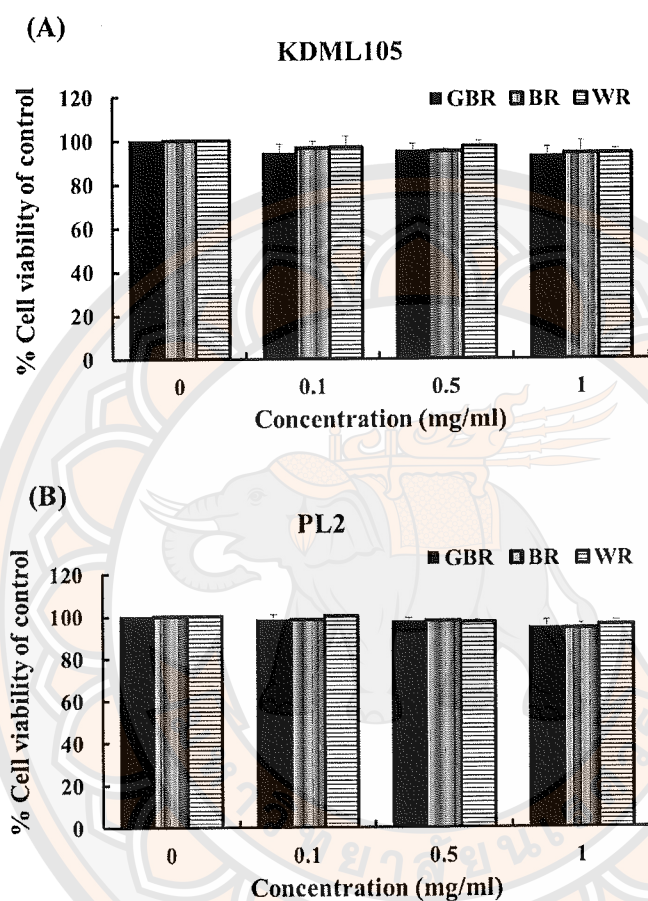 (A)
KDML105
GBR BR WR
% Cell viability of control
120
100
80
60
40
20
0
0 0.1 0.5 1
Concentration (mg/ml)
(B)
PL2
GBR BR WR
% Cell viability of control
120
100
80
60
40
20
0
0 0.1 0.5 1
Concentration (mg/ml)